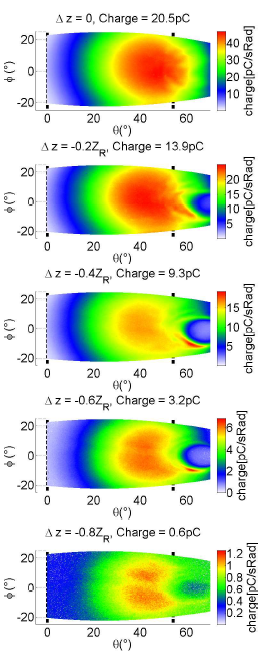 Δ z = 0, Charge = 20.5pC
20
0
-20
ϕ (°)
0 20 40 60
θ(°)
40
30
20
10
charge[pC/sRad]
Δ z = -0.2Z_R, Charge = 13.9pC
20
0
-20
ϕ (°)
0 20 40 60
θ(°)
20
15
10
5
charge[pC/sRad]
Δ z = -0.4Z_R, Charge = 9.3pC
20
0
-20
ϕ (°)
0 20 40 60
θ(°)
15
10
5
charge[pC/sRad]
Δ z = -0.6Z_R, Charge = 3.2pC
20
0
-20
ϕ (°)
0 20 40 60
θ(°)
6
4
2
0
charge[pC/sRad]
Δ z = -0.8Z_R, Charge = 0.6pC
20
0
-20
ϕ (°)
0 20 40 60
θ(°)
1.2
1
0.8
0.6
0.4
0.2
charge[pC/sRad]